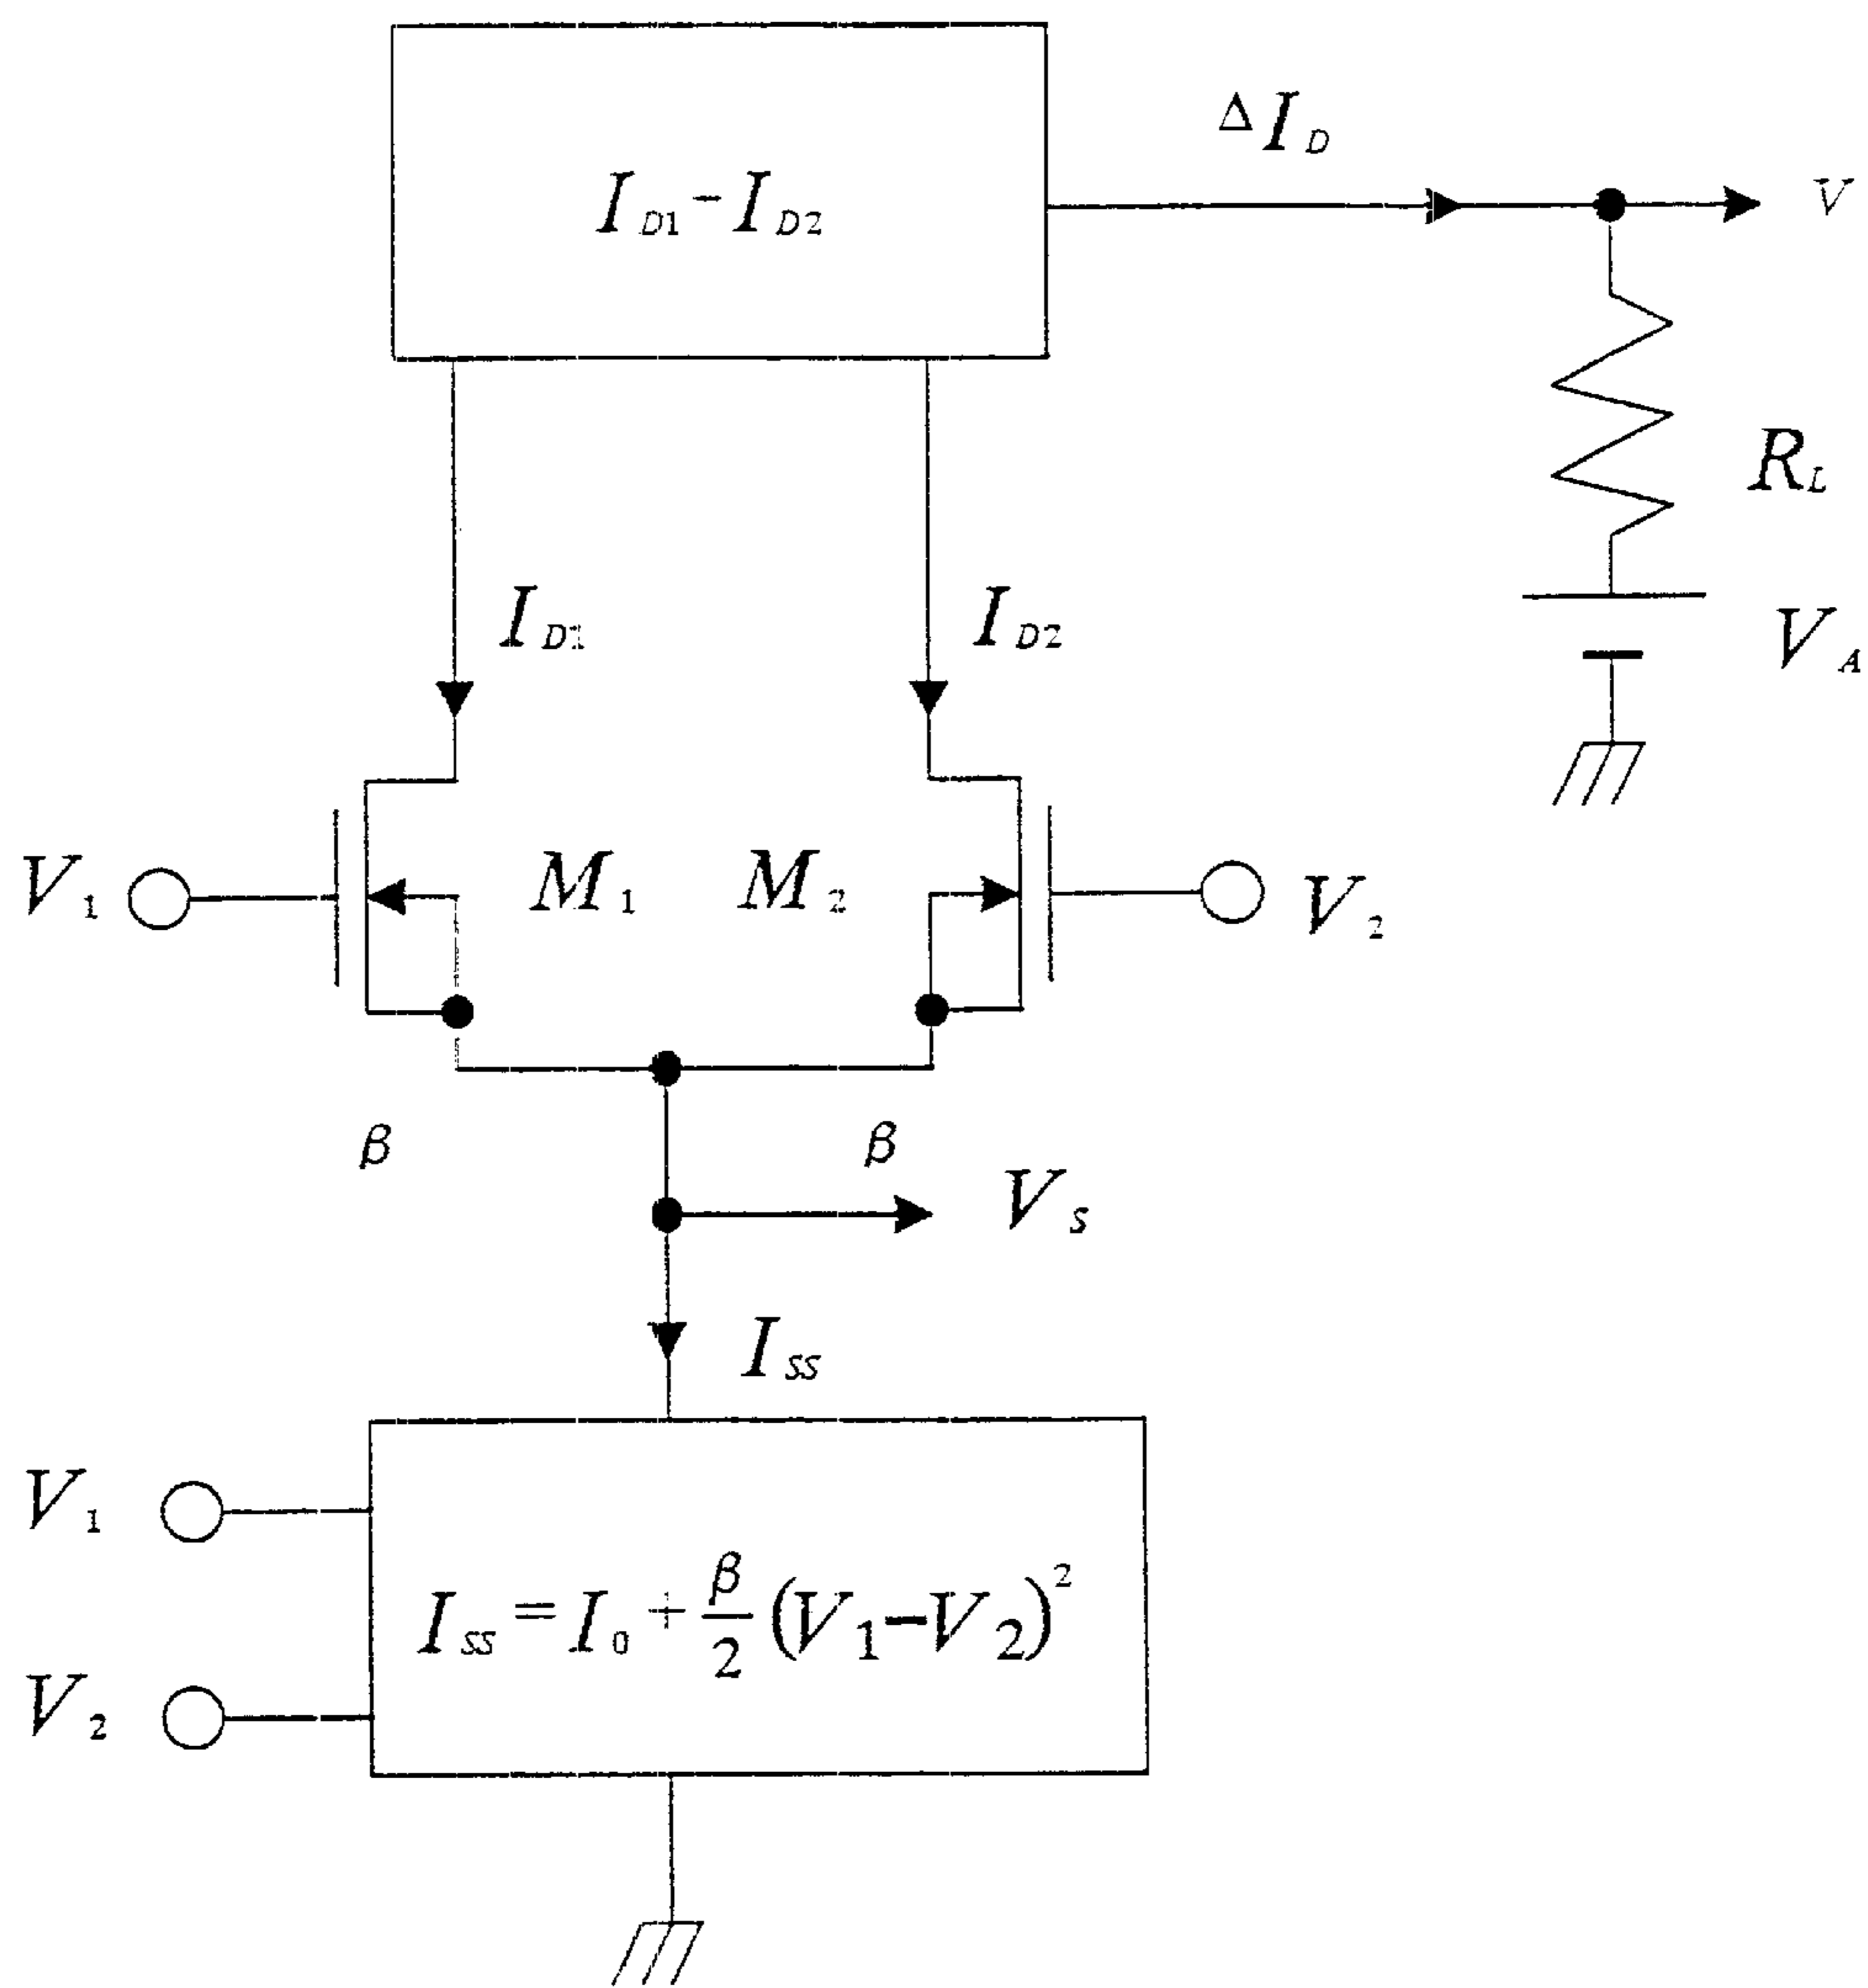 ΔI_D
I_D1 - I_D2
V
R_L
I_D1
I_D2
V_A
V_1
M_1
M_2
V_2
β
β
V_S
I_SS
V_1
I_SS = I_0 + β/2 (V_1 - V_2)^2
V_2